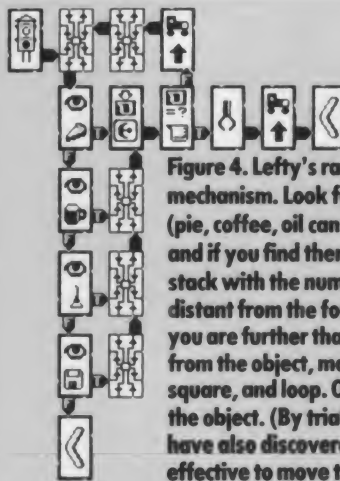 Figure 4. Lefty's ra
mechanism. Look f
(pie, coffee, oil can
and if you find ther
stack with the num
distant from the fo
you are further tha
from the object, mo
square, and loop. O
the object. (By tria
have also discovere
effective to move t